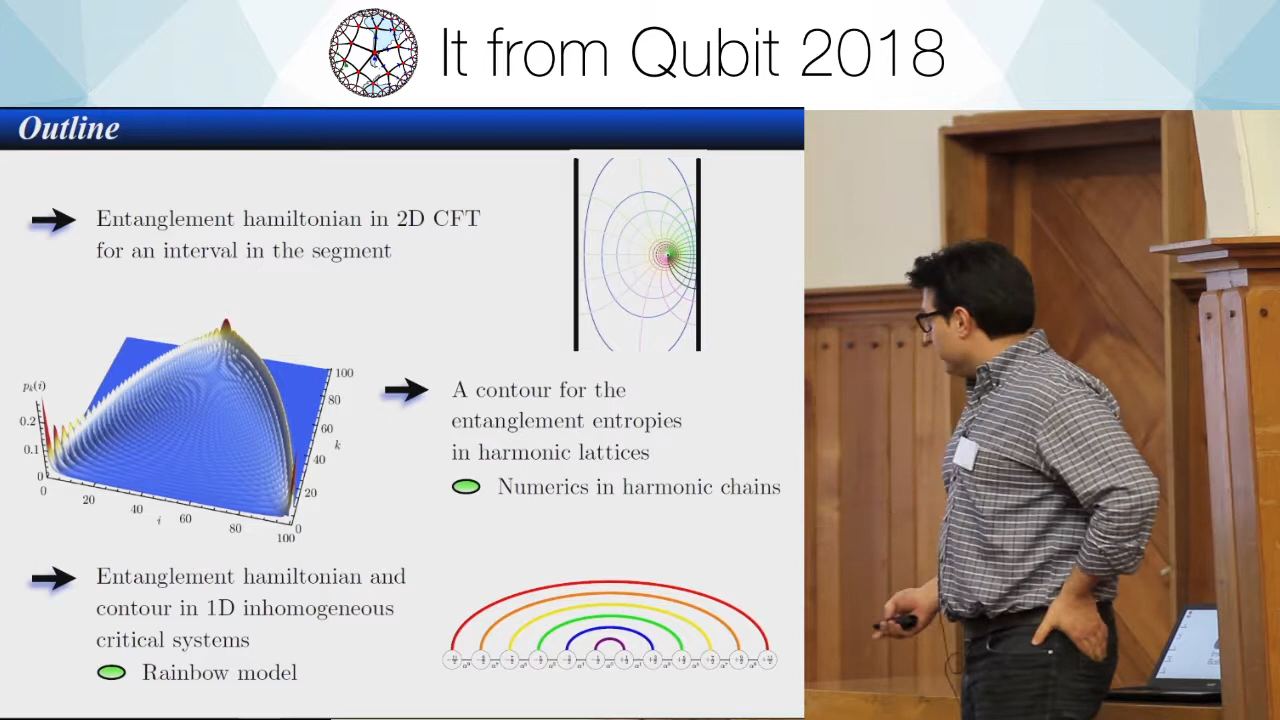 It from Qubit 2018
Outline
Entanglement hamiltonian in 2D CFT
for an interval in the segment
p_k(i)
0.2
0.1
0
0
20
40
i
60
80
100
0
20
40
k
60
80
100
A contour for the
entanglement entropies
in harmonic lattices
Numerics in harmonic chains
Entanglement hamiltonian and
contour in 1D inhomogeneous
critical systems
Rainbow model